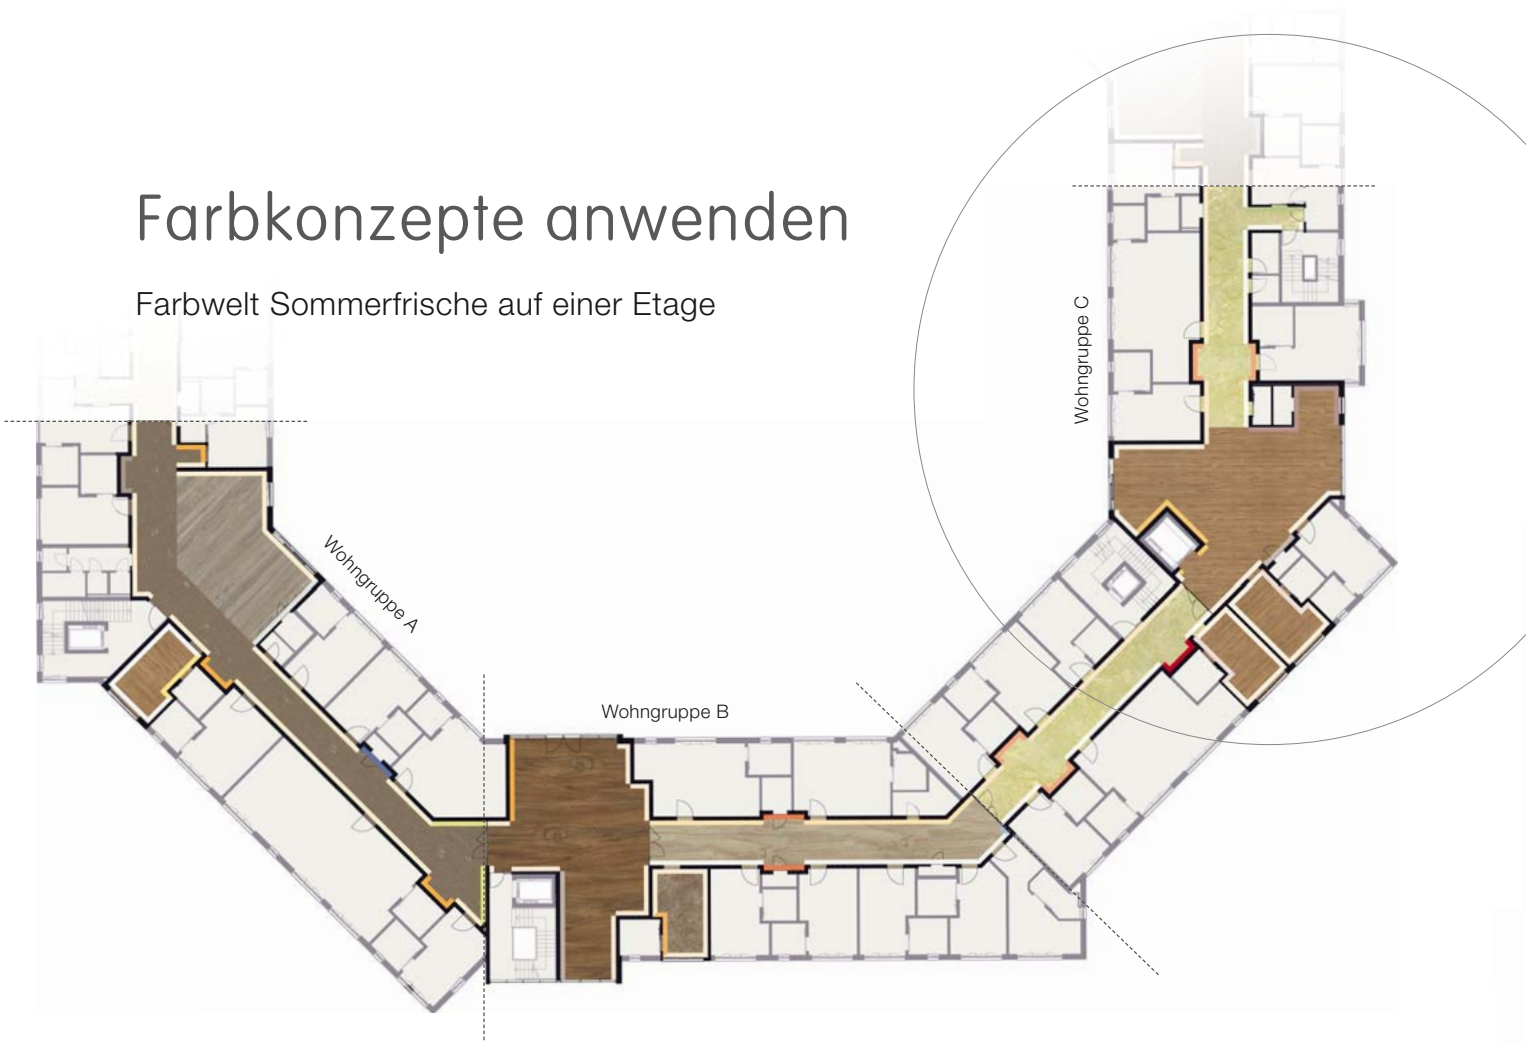 Farbkonzepte anwenden
Farbwelt Sommerfrische auf einer Etage
Wohngruppe A
Wohngruppe B
Wohngruppe C